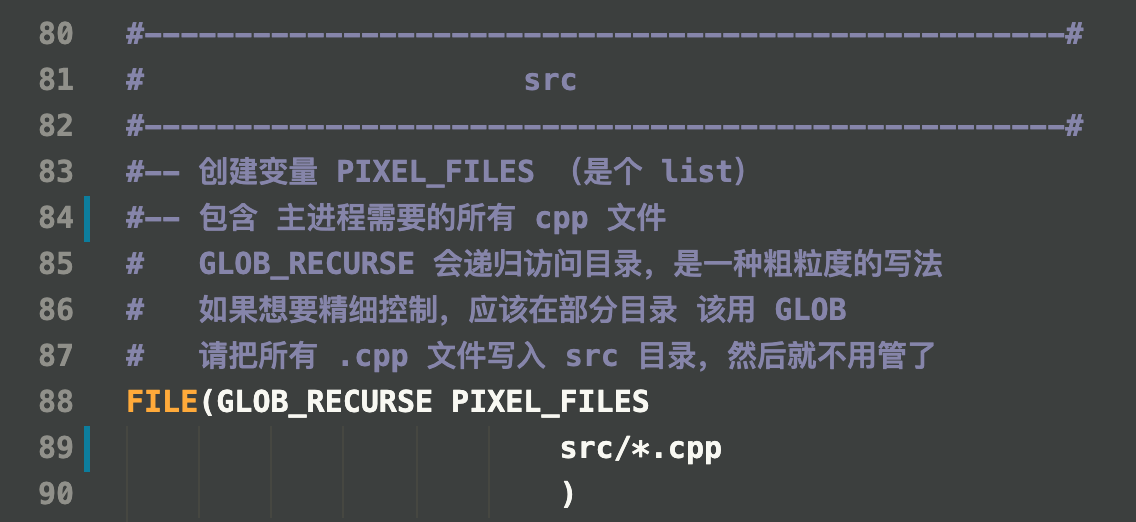 80 #---------------------------------------------------#
81 # src
82 #---------------------------------------------------#
83 #-- 创建变量 PIXEL_FILES （是个 list）
84 #-- 包含 主进程需要的所有 cpp 文件
85 # GLOB_RECURSE 会递归访问目录，是一种粗粒度的写法
86 # 如果想要精细控制，应该在部分目录 该用 GLOB
87 # 请把所有 .cpp 文件写入 src 目录，然后就不用管了
88 FILE(GLOB_RECURSE PIXEL_FILES
89 src/*.cpp
90 )